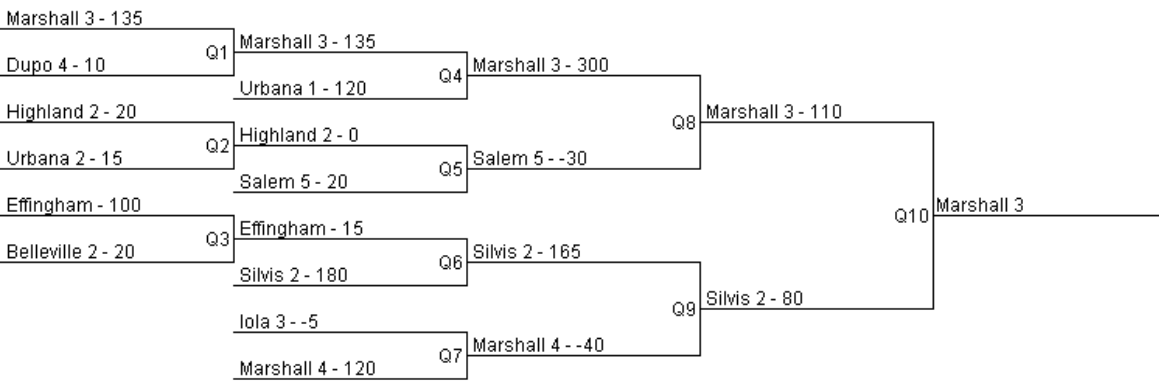 Marshall 3 - 135
Dupo 4 - 10
Q1
Highland 2 - 20
Urbana 2 - 15
Q2
Effingham - 100
Belleville 2 - 20
Q3
Marshall 3 - 135
Urbana 1 - 120
Q4
Highland 2 - 0
Salem 5 - 20
Q5
Effingham - 15
Silvis 2 - 180
Q6
Iola 3 - -5
Marshall 4 - 120
Q7
Marshall 3 - 300
Salem 5 - -30
Q8
Silvis 2 - 165
Marshall 4 - -40
Q9
Marshall 3 - 110
Silvis 2 - 80
Q10
Marshall 3